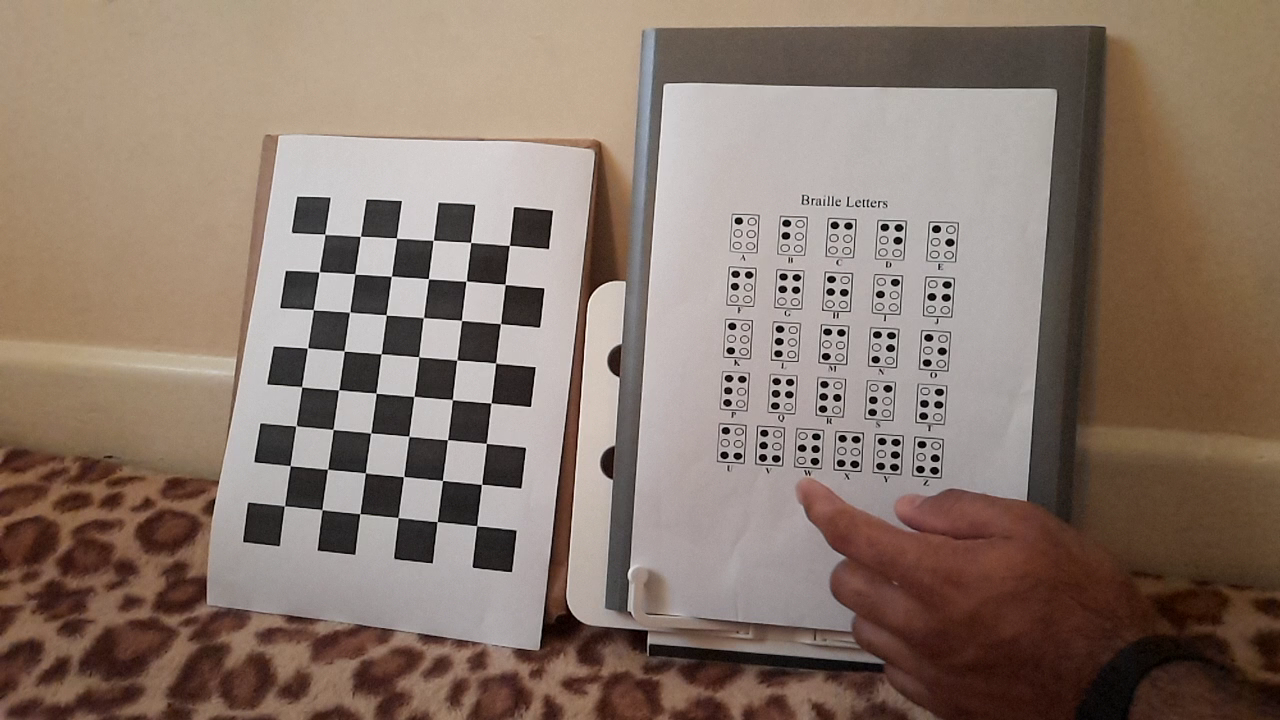 Braille Letters
A B C D E
F G H I J
K L M N O
P Q R S T
U V W X Y Z